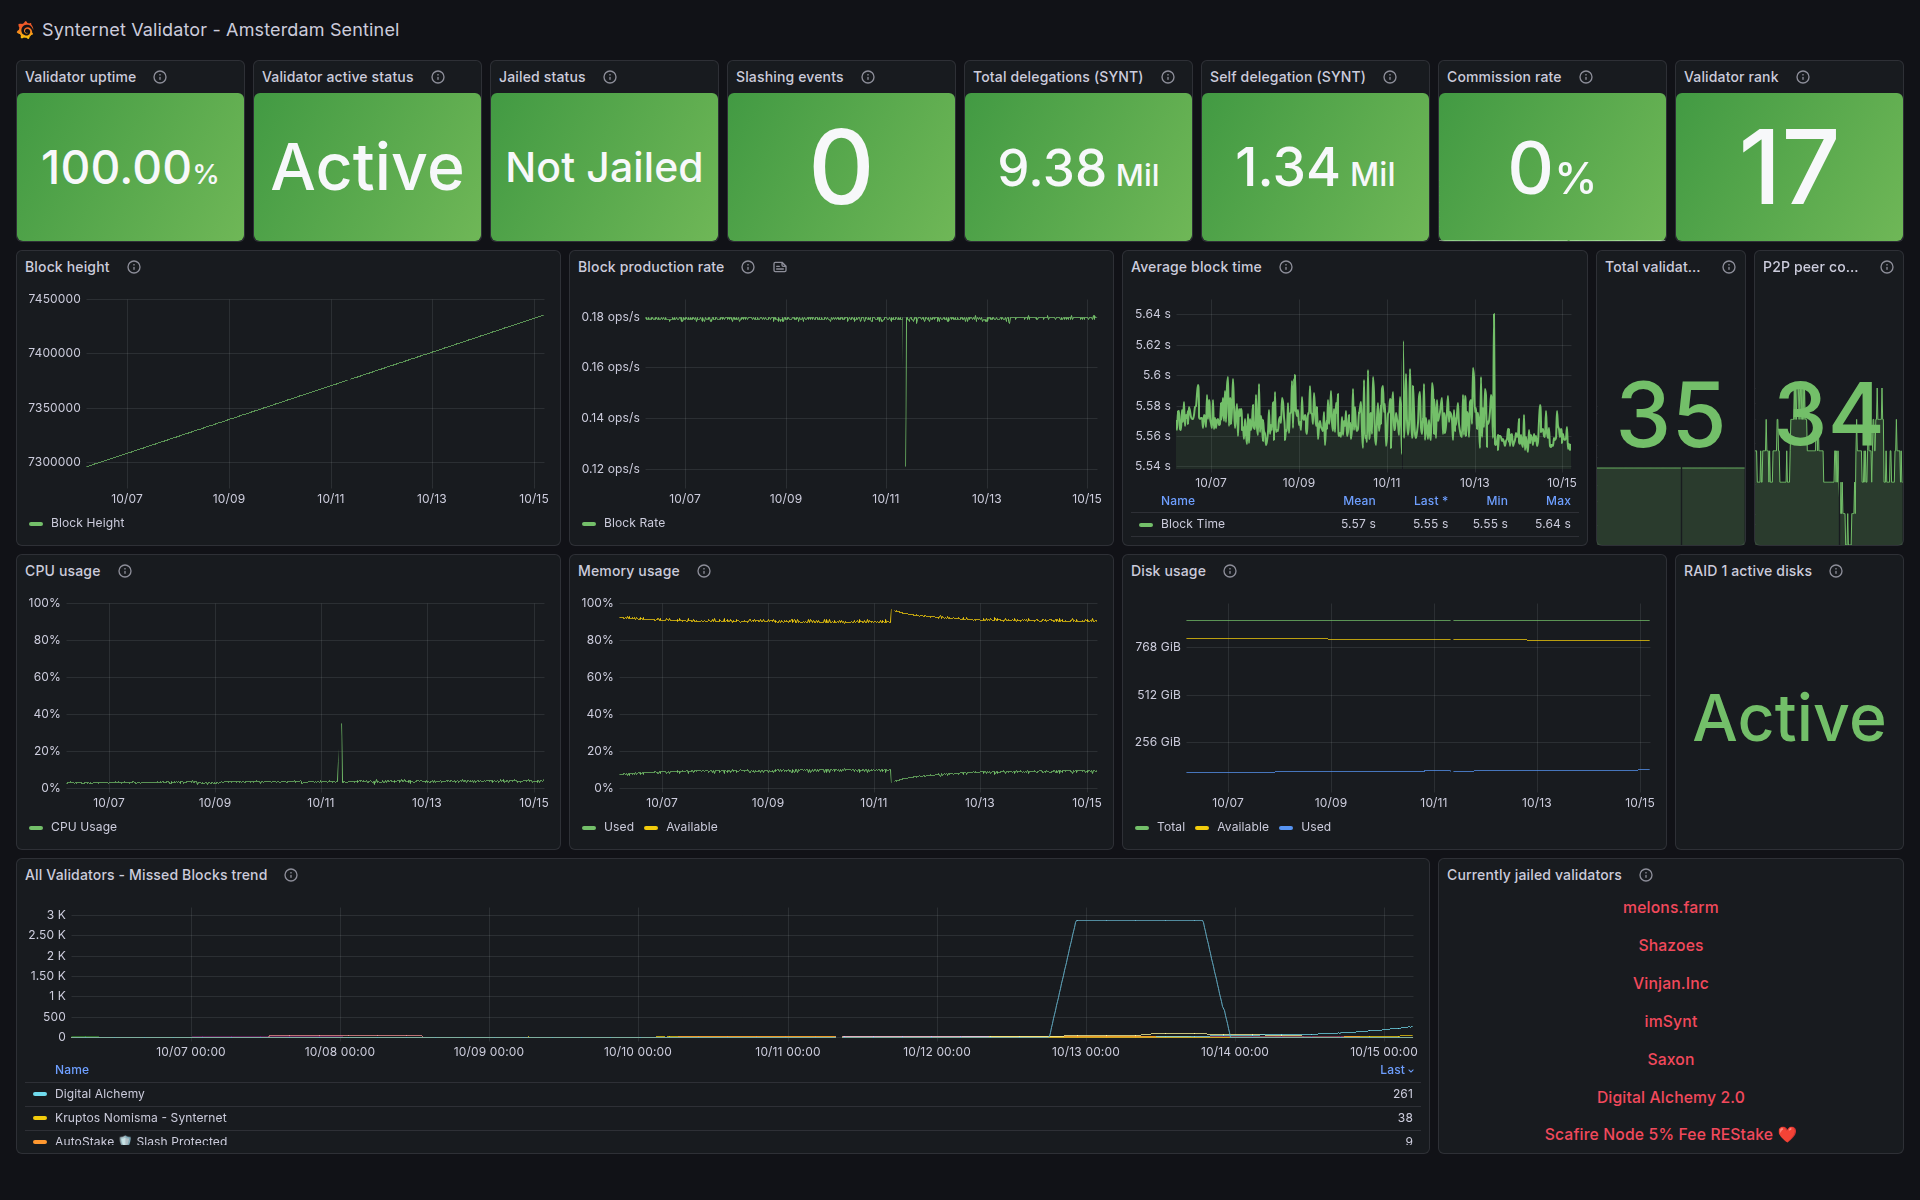 Synternet Validator - Amsterdam Sentinel
Validator uptime
100.00%
Validator active status
Active
Jailed status
Not Jailed
Slashing events
0
Total delegations (SYNT)
9.38 Mil
Self delegation (SYNT)
1.34 Mil
Commission rate
0%
Validator rank
17
Block height
7450000
7400000
7350000
7300000
10/07 10/09 10/11 10/13 10/15
Block Height
Block production rate
0.18 ops/s
0.16 ops/s
0.14 ops/s
0.12 ops/s
10/07 10/09 10/11 10/13 10/15
Block Rate
Average block time
5.64 s
5.62 s
5.6 s
5.58 s
5.56 s
5.54 s
10/07 10/09 10/11 10/13 10/15
Name Mean Last * Min Max
Block Time 5.57 s 5.55 s 5.55 s 5.64 s
Total validat...
35
P2P peer co...
34
CPU usage
100%
80%
60%
40%
20%
0%
10/07 10/09 10/11 10/13 10/15
CPU Usage
Memory usage
100%
80%
60%
40%
20%
0%
10/07 10/09 10/11 10/13 10/15
Used Available
Disk usage
768 GiB
512 GiB
256 GiB
10/07 10/09 10/11 10/13 10/15
Total Available Used
RAID 1 active disks
Active
All Validators - Missed Blocks trend
3 K
2.50 K
2 K
1.50 K
1 K
500
0
10/07 00:00 10/08 00:00 10/09 00:00 10/10 00:00 10/11 00:00 10/12 00:00 10/13 00:00 10/14 00:00 10/15 00:00
Name Last
Digital Alchemy 261
Kruptos Nomisma - Synternet 38
AutoStake 🛡️ Slash Protected 9
Currently jailed validators
melons.farm
Shazoes
Vinjan.Inc
imSynt
Saxon
Digital Alchemy 2.0
Scafire Node 5% Fee REStake ❤️